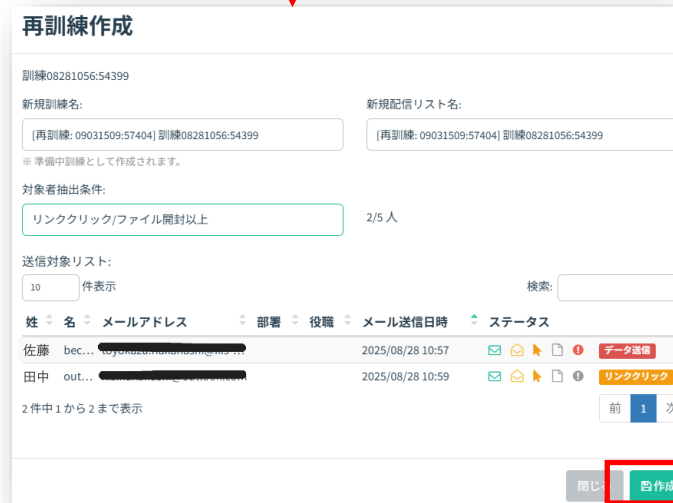 再訓練作成
訓練08281056:54399
新規訓練名: 新規配信リスト名:
[再訓練: 09031509:57404] 訓練08281056:54399 [再訓練: 09031509:57404] 訓練08281056:54399
※ 準備中訓練として作成されます。
対象者抽出条件:
リンククリック/ファイル開封以上 2/5 人
送信対象リスト:
10 件表示 検索:
姓 名 メールアドレス 部署 役職 メール送信日時 ステータス
佐藤 bec... 2025/08/28 10:57 データ送信
田中 out... 2025/08/28 10:59 リンククリック
2 件中 1 から 2 まで表示 前 1 次
閉じ 作成